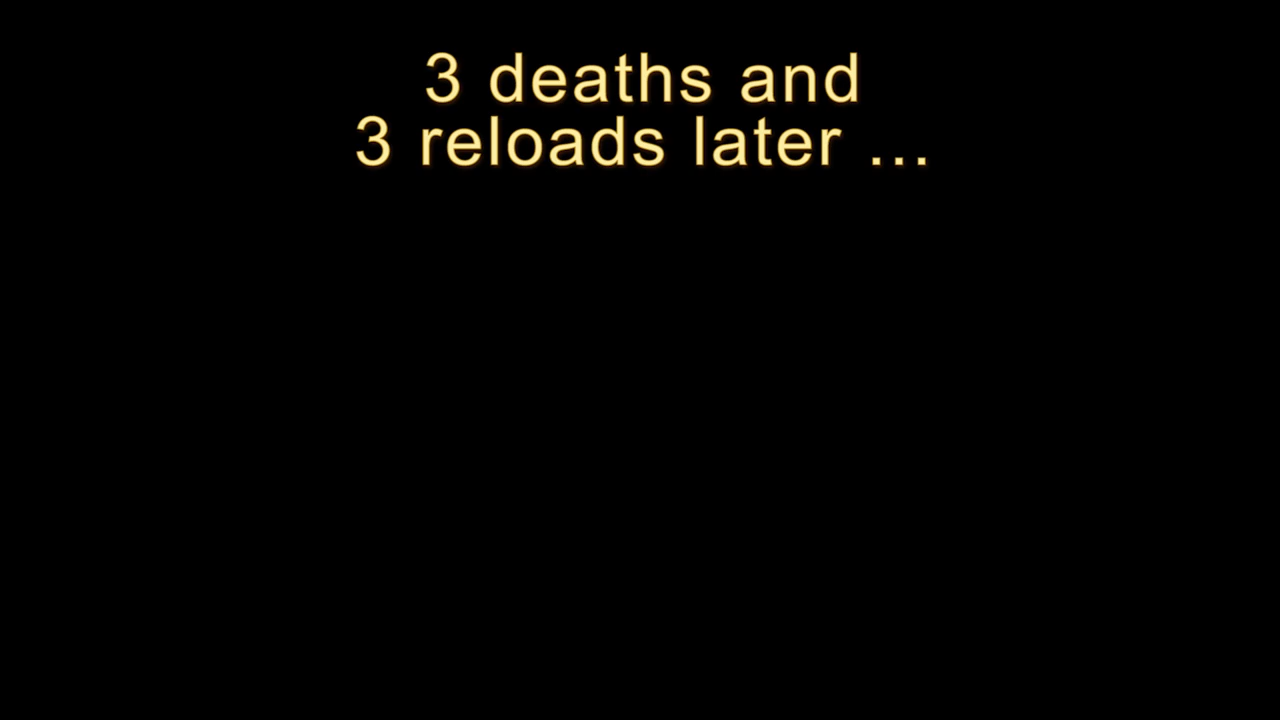 3 deaths and
3 reloads later ...